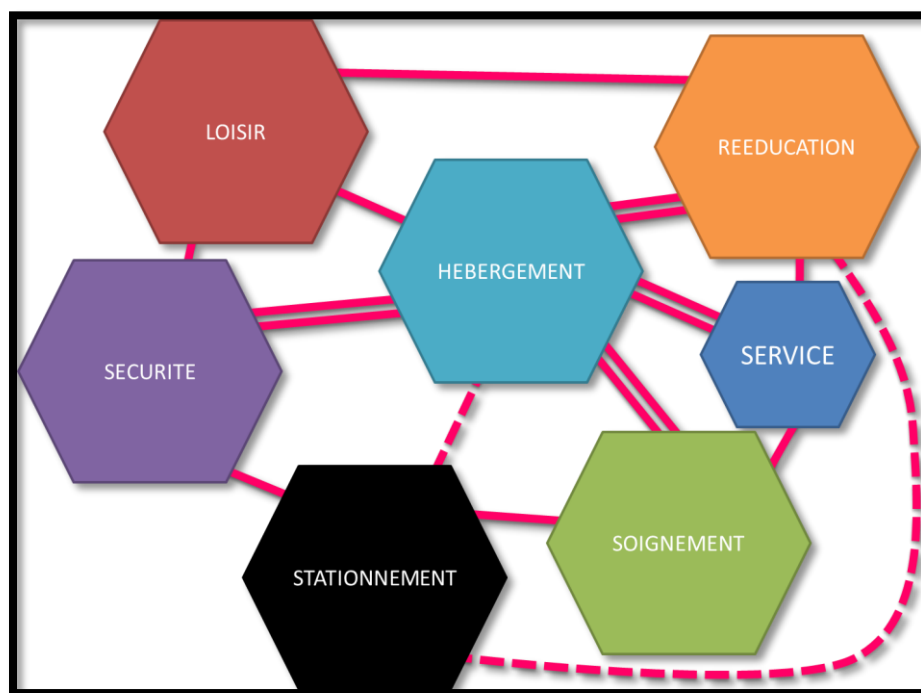 LOISIR
REEDUCATION
HEBERGEMENT
SERVICE
SECURITE
SOIGNEMENT
STATIONNEMENT